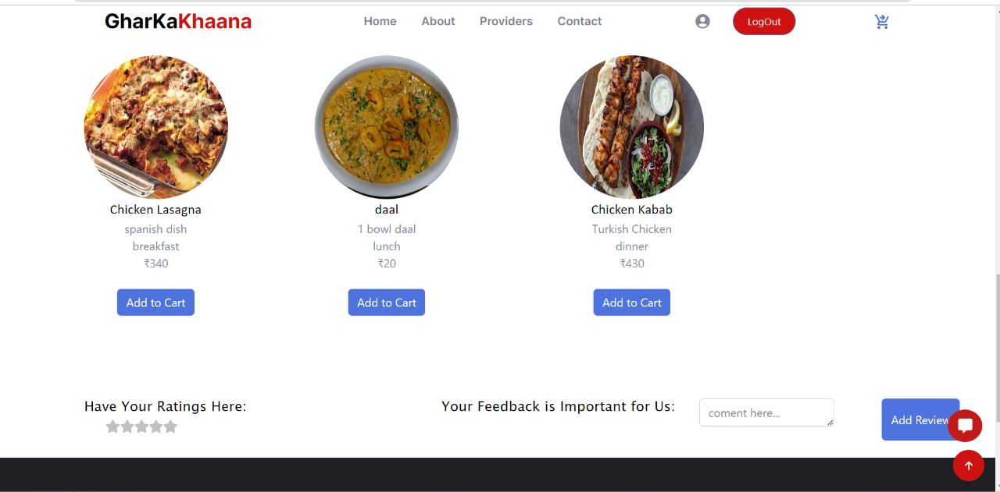 GharKaKhaana Home About Providers Contact LogOut
Chicken Lasagna
spanish dish
breakfast
₹340
Add to Cart
daal
1 bowl daal
lunch
₹20
Add to Cart
Chicken Kabab
Turkish Chicken
dinner
₹430
Add to Cart
Have Your Ratings Here:
Your Feedback is Important for Us:
coment here...
Add Review